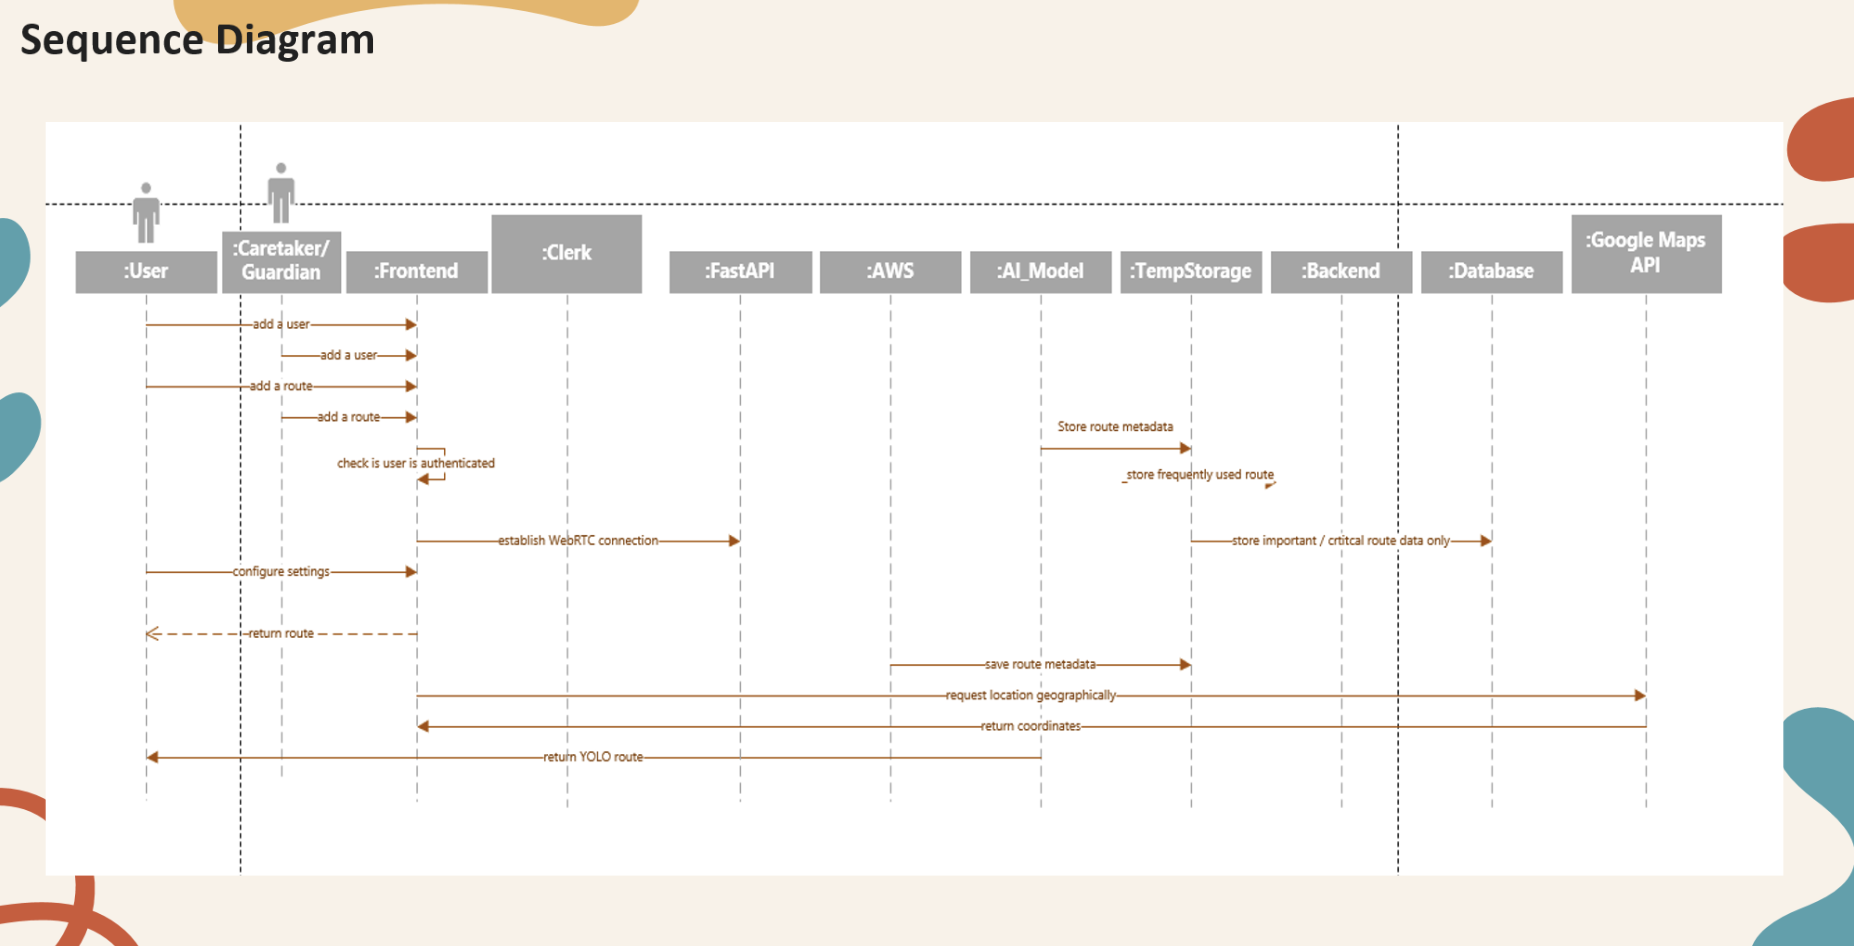 Sequence Diagram
:User
:Caretaker/
Guardian
:Frontend
:Clerk
:FastAPI
:AWS
:AI_Model
:TempStorage
:Backend
:Database
:Google Maps
API
add a user
add a user
add a route
add a route
Store route metadata
check is user is authenticated
_store frequently used route
establish WebRTC connection
store important / crtitcal route data only
configure settings
return route
save route metadata
request location geographically
return coordinates
return YOLO route